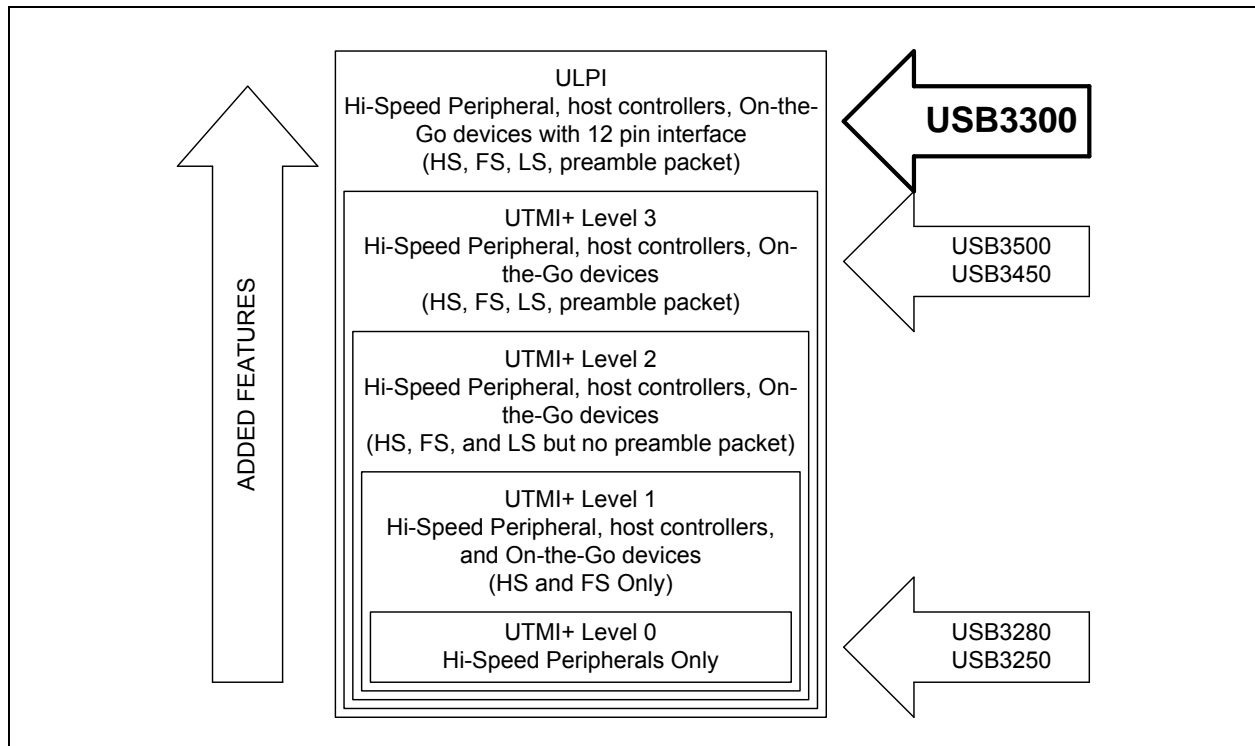 ULPI
Hi-Speed Peripheral, host controllers, On-the-
Go devices with 12 pin interface
(HS, FS, LS, preamble packet)
USB3300
UTMI+ Level 3
Hi-Speed Peripheral, host controllers, On-
the-Go devices
(HS, FS, LS, preamble packet)
USB3500
USB3450
ADDED FEATURES
UTMI+ Level 2
Hi-Speed Peripheral, host controllers, On-
the-Go devices
(HS, FS, and LS but no preamble packet)
UTMI+ Level 1
Hi-Speed Peripheral, host controllers,
and On-the-Go devices
(HS and FS Only)
UTMI+ Level 0
Hi-Speed Peripherals Only
USB3280
USB3250